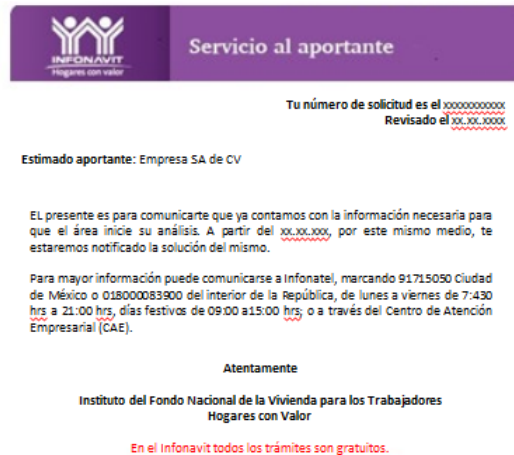 INFONAVIT
Hogares con valor
Servicio al aportante
Tu número de solicitud es el xxxxxxxxxx
Revisado el xx.xx.xxxx
Estimado aportante: Empresa SA de CV
EL presente es para comunicarte que ya contamos con la información necesaria para
que el área inicie su análisis. A partir del xx.xx.xxx, por este mismo medio, te
estaremos notificado la solución del mismo.
Para mayor información puede comunicarse a Infonatel, marcando 91715050 Ciudad
de México o 018000083900 del interior de la República, de lunes a viernes de 7:430
hrs a 21:00 hrs, días festivos de 09:00 a15:00 hrs; o a través del Centro de Atención
Empresarial (CAE).
Atentamente
Instituto del Fondo Nacional de la Vivienda para los Trabajadores
Hogares con Valor
En el Infonavit todos los trámites son gratuitos.